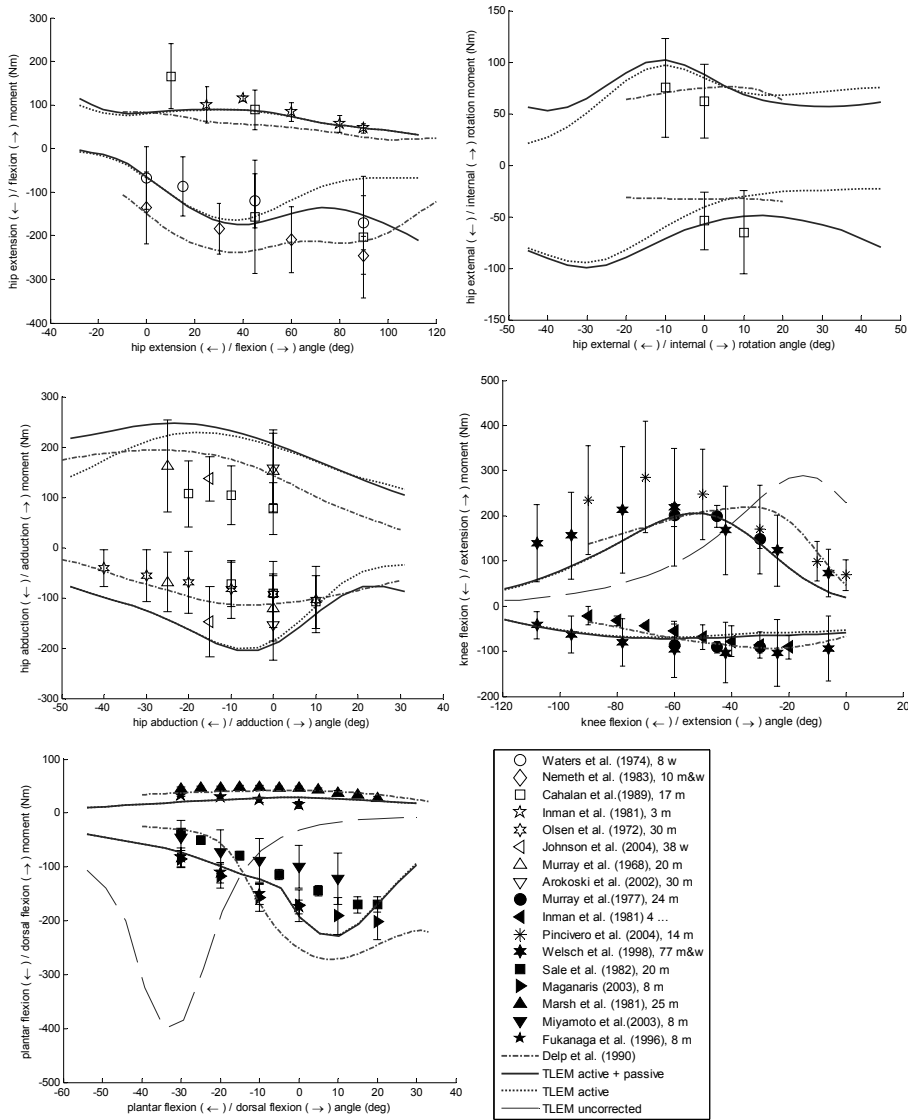 300
200
100
0
-100
-200
-300
-400
hip extension (←) / flexion (→) moment (Nm)
-40 -20 0 20 40 60 80 100 120
hip extension (←) / flexion (→) angle (deg)
150
100
50
0
-50
-100
-150
hip external (←) / internal (→) rotation moment (Nm)
-50 -40 -30 -20 -10 0 10 20 30 40 50
hip external (←) / internal (→) rotation angle (deg)
300
200
100
0
-100
-200
-300
hip abduction (←) / adduction (→) moment (Nm)
-50 -40 -30 -20 -10 0 10 20 30 40
hip abduction (←) / adduction (→) angle (deg)
500
400
300
200
100
0
-100
-200
knee flexion (←) / extension (→) moment (Nm)
-120 -100 -80 -60 -40 -20 0 20
knee flexion (←) / extension (→) angle (deg)
100
0
-100
-200
-300
-400
-500
plantar flexion (←) / dorsal flexion (→) moment (Nm)
-60 -50 -40 -30 -20 -10 0 10 20 30 40
plantar flexion (←) / dorsal flexion (→) angle (deg)
Waters et al. (1974), 8 w
Nemeth et al. (1983), 10 m&w
Cahalan et al.(1989), 17 m
Inman et al. (1981), 3 m
Olsen et al. (1972), 30 m
Johnson et al. (2004), 38 w
Murray et al. (1968), 20 m
Arokoski et al. (2002), 30 m
Murray et al. (1977), 24 m
Inman et al. (1981) 4 ...
Pincivero et al. (2004), 14 m
Welsch et al. (1998), 77 m&w
Sale et al. (1982), 20 m
Maganaris (2003), 8 m
Marsh et al. (1981), 25 m
Miyamoto et al.(2003), 8 m
Fukanaga et al. (1996), 8 m
Delp et al. (1990)
TLEM active + passive
TLEM active
TLEM uncorrected